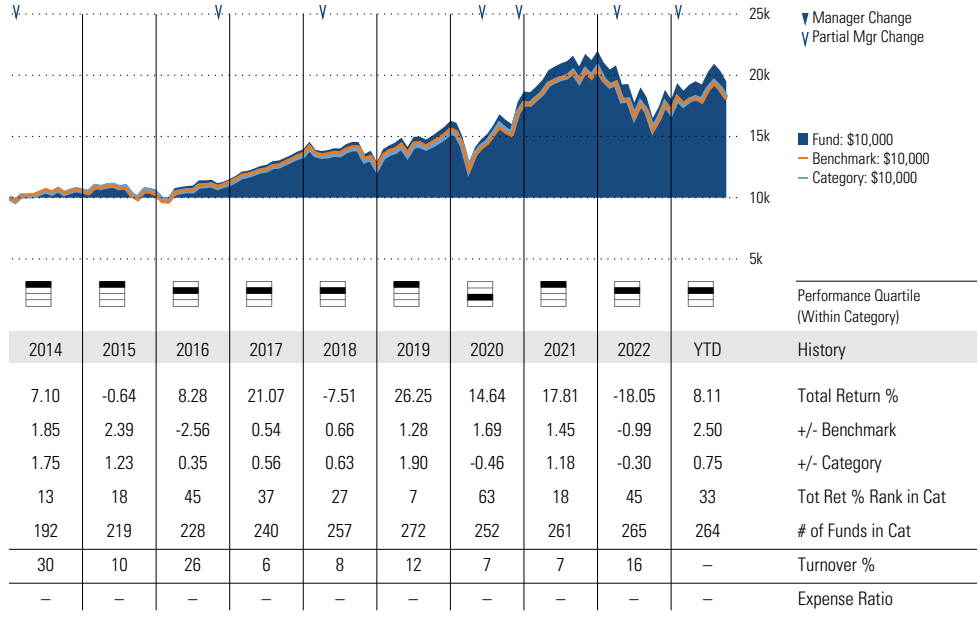 25k
Manager Change
Partial Mgr Change
20k
15k
Fund: $10,000
Benchmark: $10,000
Category: $10,000
10k
5k
Performance Quartile
(Within Category)
2014 2015 2016 2017 2018 2019 2020 2021 2022 YTD History
7.10 -0.64 8.28 21.07 -7.51 26.25 14.64 17.81 -18.05 8.11 Total Return %
1.85 2.39 -2.56 0.54 0.66 1.28 1.69 1.45 -0.99 2.50 +/- Benchmark
1.75 1.23 0.35 0.56 0.63 1.90 -0.46 1.18 -0.30 0.75 +/- Category
13 18 45 37 27 7 63 18 45 33 Tot Ret % Rank in Cat
192 219 228 240 257 272 252 261 265 264 # of Funds in Cat
30 10 26 6 8 12 7 7 16 – Turnover %
– – – – – – – – – – Expense Ratio